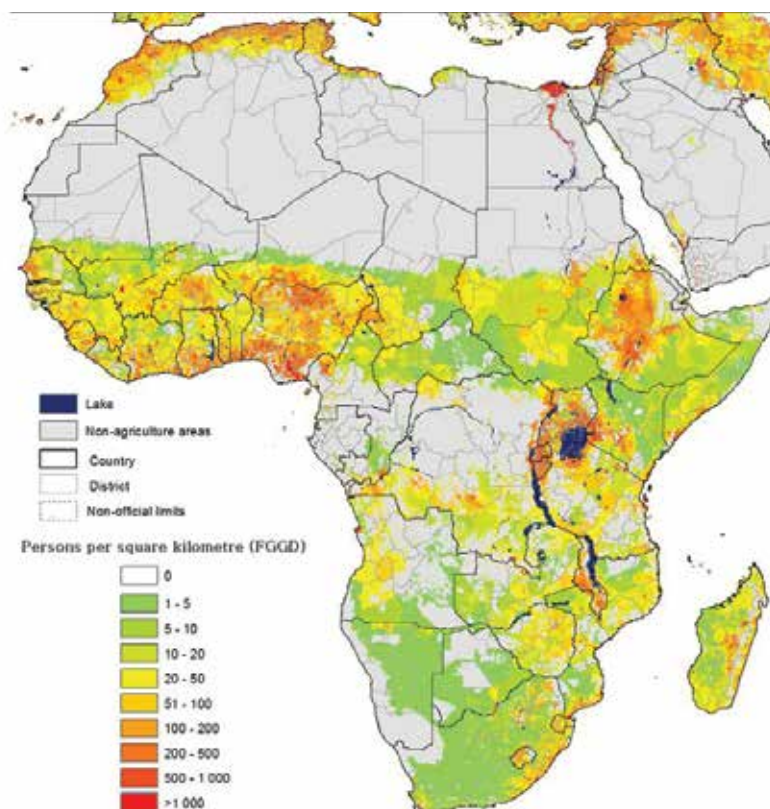 Lake
Non-agriculture areas
Country
District
Non-official limits
Persons per square kilometre (FGGD)
0
1 - 5
5 - 10
10 - 20
20 - 50
51 - 100
100 - 200
200 - 500
500 - 1 000
>1 000